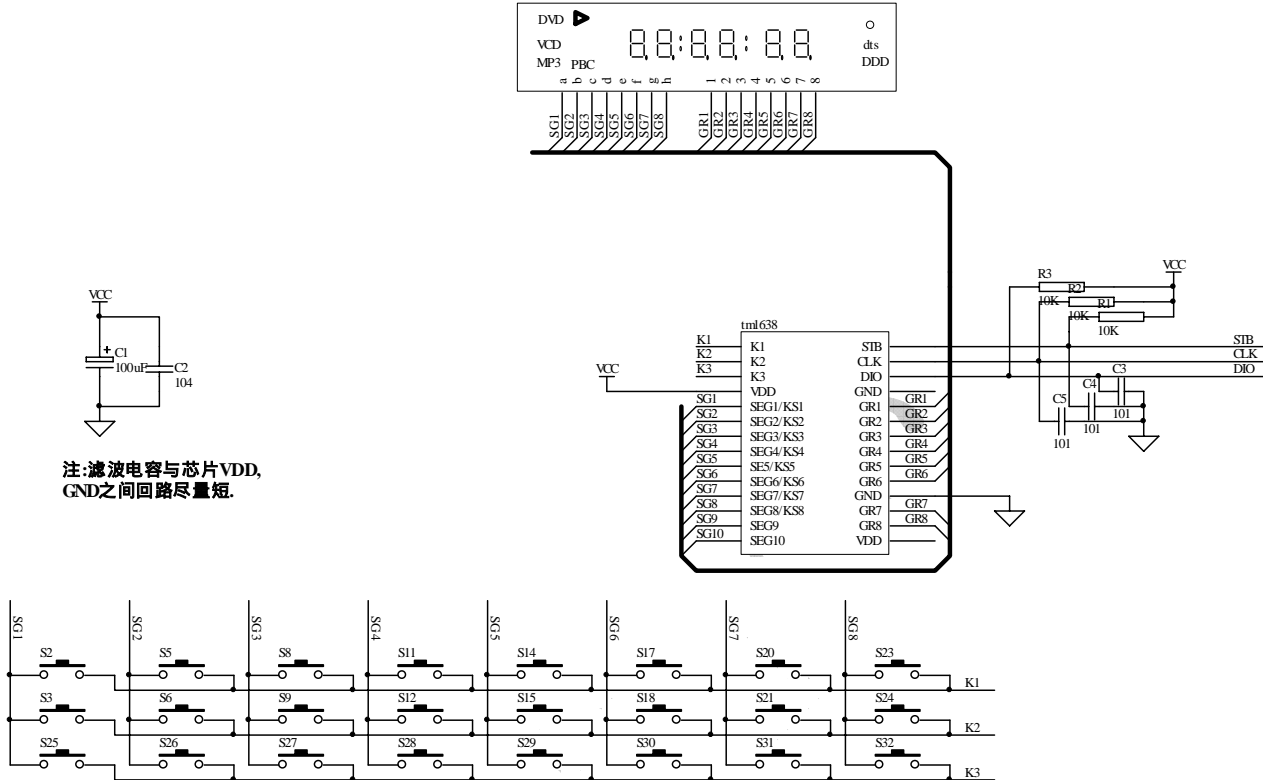 DVD
VCD
MP3 PBC
dts
DDD
a b c d e f g h 1 2 3 4 5 6 7 8
SG1 SG2 SG3 SG4 SG5 SG6 SG7 SG8 GR1 GR2 GR3 GR4 GR5 GR6 GR7 GR8
VCC
C1
100uF
C2
104
注:滤波电容与芯片VDD,
GND之间回路尽量短.
VCC
R3
10K
R2
10K
R1
10K
tm1638
K1 K1 STB STB
K2 K2 CLK CLK
K3 K3 DIO DIO
VCC VDD GND
SG1 SEG1/KS1 GR1 GR1
SG2 SEG2/KS2 GR2 GR2
SG3 SEG3/KS3 GR3 GR3
SG4 SEG4/KS4 GR4 GR4
SG5 SE5/KS5 GR5 GR5
SG6 SEG6/KS6 GR6 GR6
SG7 SEG7/KS7 GND
SG8 SEG8/KS8 GR7 GR7
SG9 SEG9 GR8 GR8
SG10 SEG10 VDD
C3
101
C4
101
C5
101
SG1 SG2 SG3 SG4 SG5 SG6 SG7 SG8
S2 S5 S8 S11 S14 S17 S20 S23
K1
S3 S6 S9 S12 S15 S18 S21 S24
K2
S25 S26 S27 S28 S29 S30 S31 S32
K3